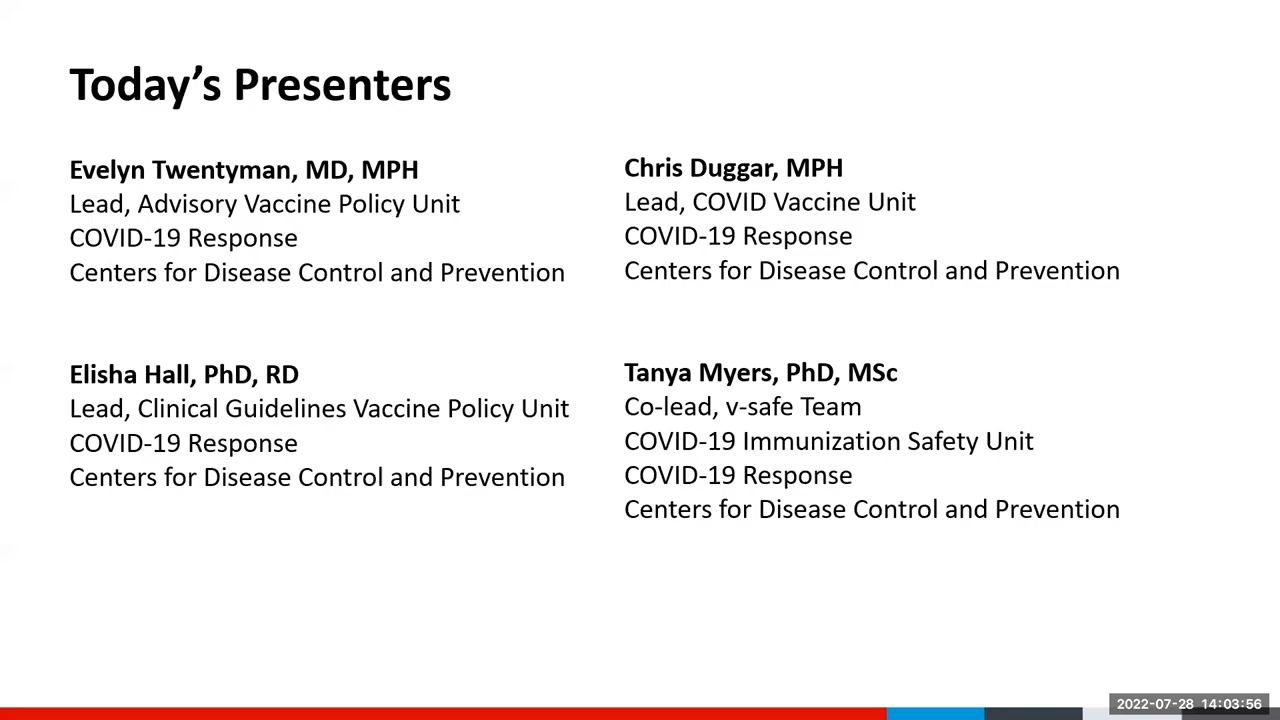 Today’s Presenters
Evelyn Twentyman, MD, MPH
Lead, Advisory Vaccine Policy Unit
COVID-19 Response
Centers for Disease Control and Prevention
Chris Duggar, MPH
Lead, COVID Vaccine Unit
COVID-19 Response
Centers for Disease Control and Prevention
Elisha Hall, PhD, RD
Lead, Clinical Guidelines Vaccine Policy Unit
COVID-19 Response
Centers for Disease Control and Prevention
Tanya Myers, PhD, MSc
Co-lead, v-safe Team
COVID-19 Immunization Safety Unit
COVID-19 Response
Centers for Disease Control and Prevention
2022-07-28 14:03:56